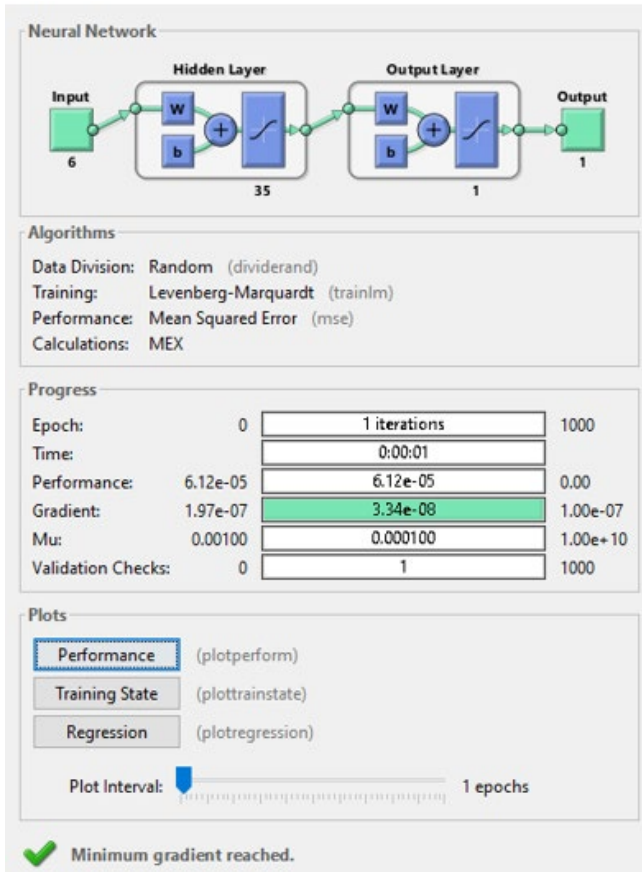 Neural Network
Hidden Layer Output Layer
Input Output
W W
b b
+ +
6 1
35 1
Algorithms
Data Division: Random (dividerand)
Training: Levenberg-Marquardt (trainlm)
Performance: Mean Squared Error (mse)
Calculations: MEX
Progress
Epoch: 0 1 iterations 1000
Time: 0:00:01
Performance: 6.12e-05 6.12e-05 0.00
Gradient: 1.97e-07 3.34e-08 1.00e-07
Mu: 0.00100 0.000100 1.00e+10
Validation Checks: 0 1 1000
Plots
Performance (plotperform)
Training State (plottrainstate)
Regression (plotregression)
Plot Interval: 1 epochs
Minimum gradient reached.